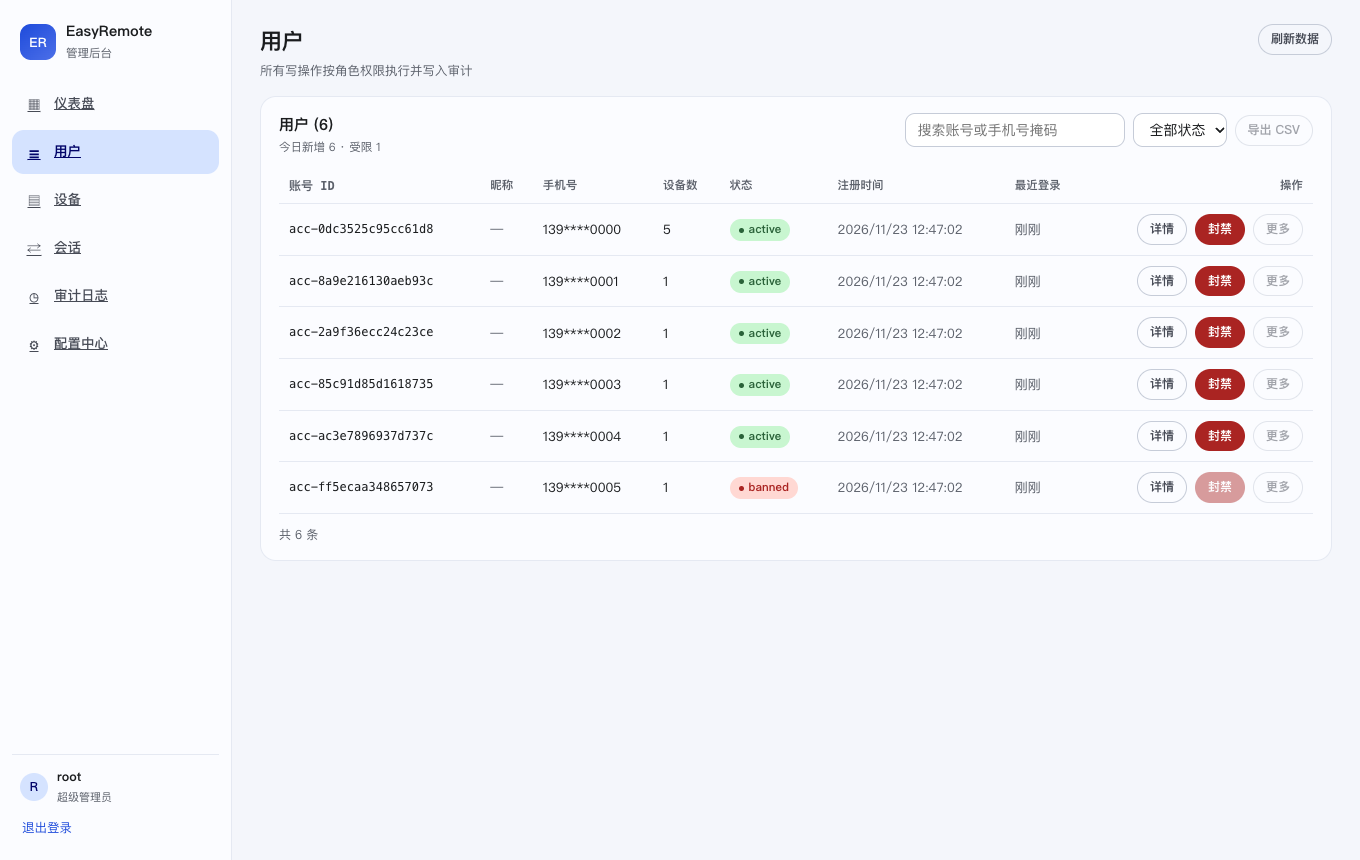 ER
EasyRemote
管理后台
仪表盘
用户
设备
会话
审计日志
配置中心
R
root
超级管理员
退出登录
用户
所有写操作按角色权限执行并写入审计
刷新数据
用户 (6)
今日新增 6 · 受限 1
搜索账号或手机号掩码
全部状态
导出 CSV
账号 ID 昵称 手机号 设备数 状态 注册时间 最近登录 操作
acc-0dc3525c95cc61d8 — 139****0000 5 active 2026/11/23 12:47:02 刚刚 详情 封禁 更多
acc-8a9e216130aeb93c — 139****0001 1 active 2026/11/23 12:47:02 刚刚 详情 封禁 更多
acc-2a9f36ecc24c23ce — 139****0002 1 active 2026/11/23 12:47:02 刚刚 详情 封禁 更多
acc-85c91d85d1618735 — 139****0003 1 active 2026/11/23 12:47:02 刚刚 详情 封禁 更多
acc-ac3e7896937d737c — 139****0004 1 active 2026/11/23 12:47:02 刚刚 详情 封禁 更多
acc-ff5ecaa348657073 — 139****0005 1 banned 2026/11/23 12:47:02 刚刚 详情 封禁 更多
共 6 条